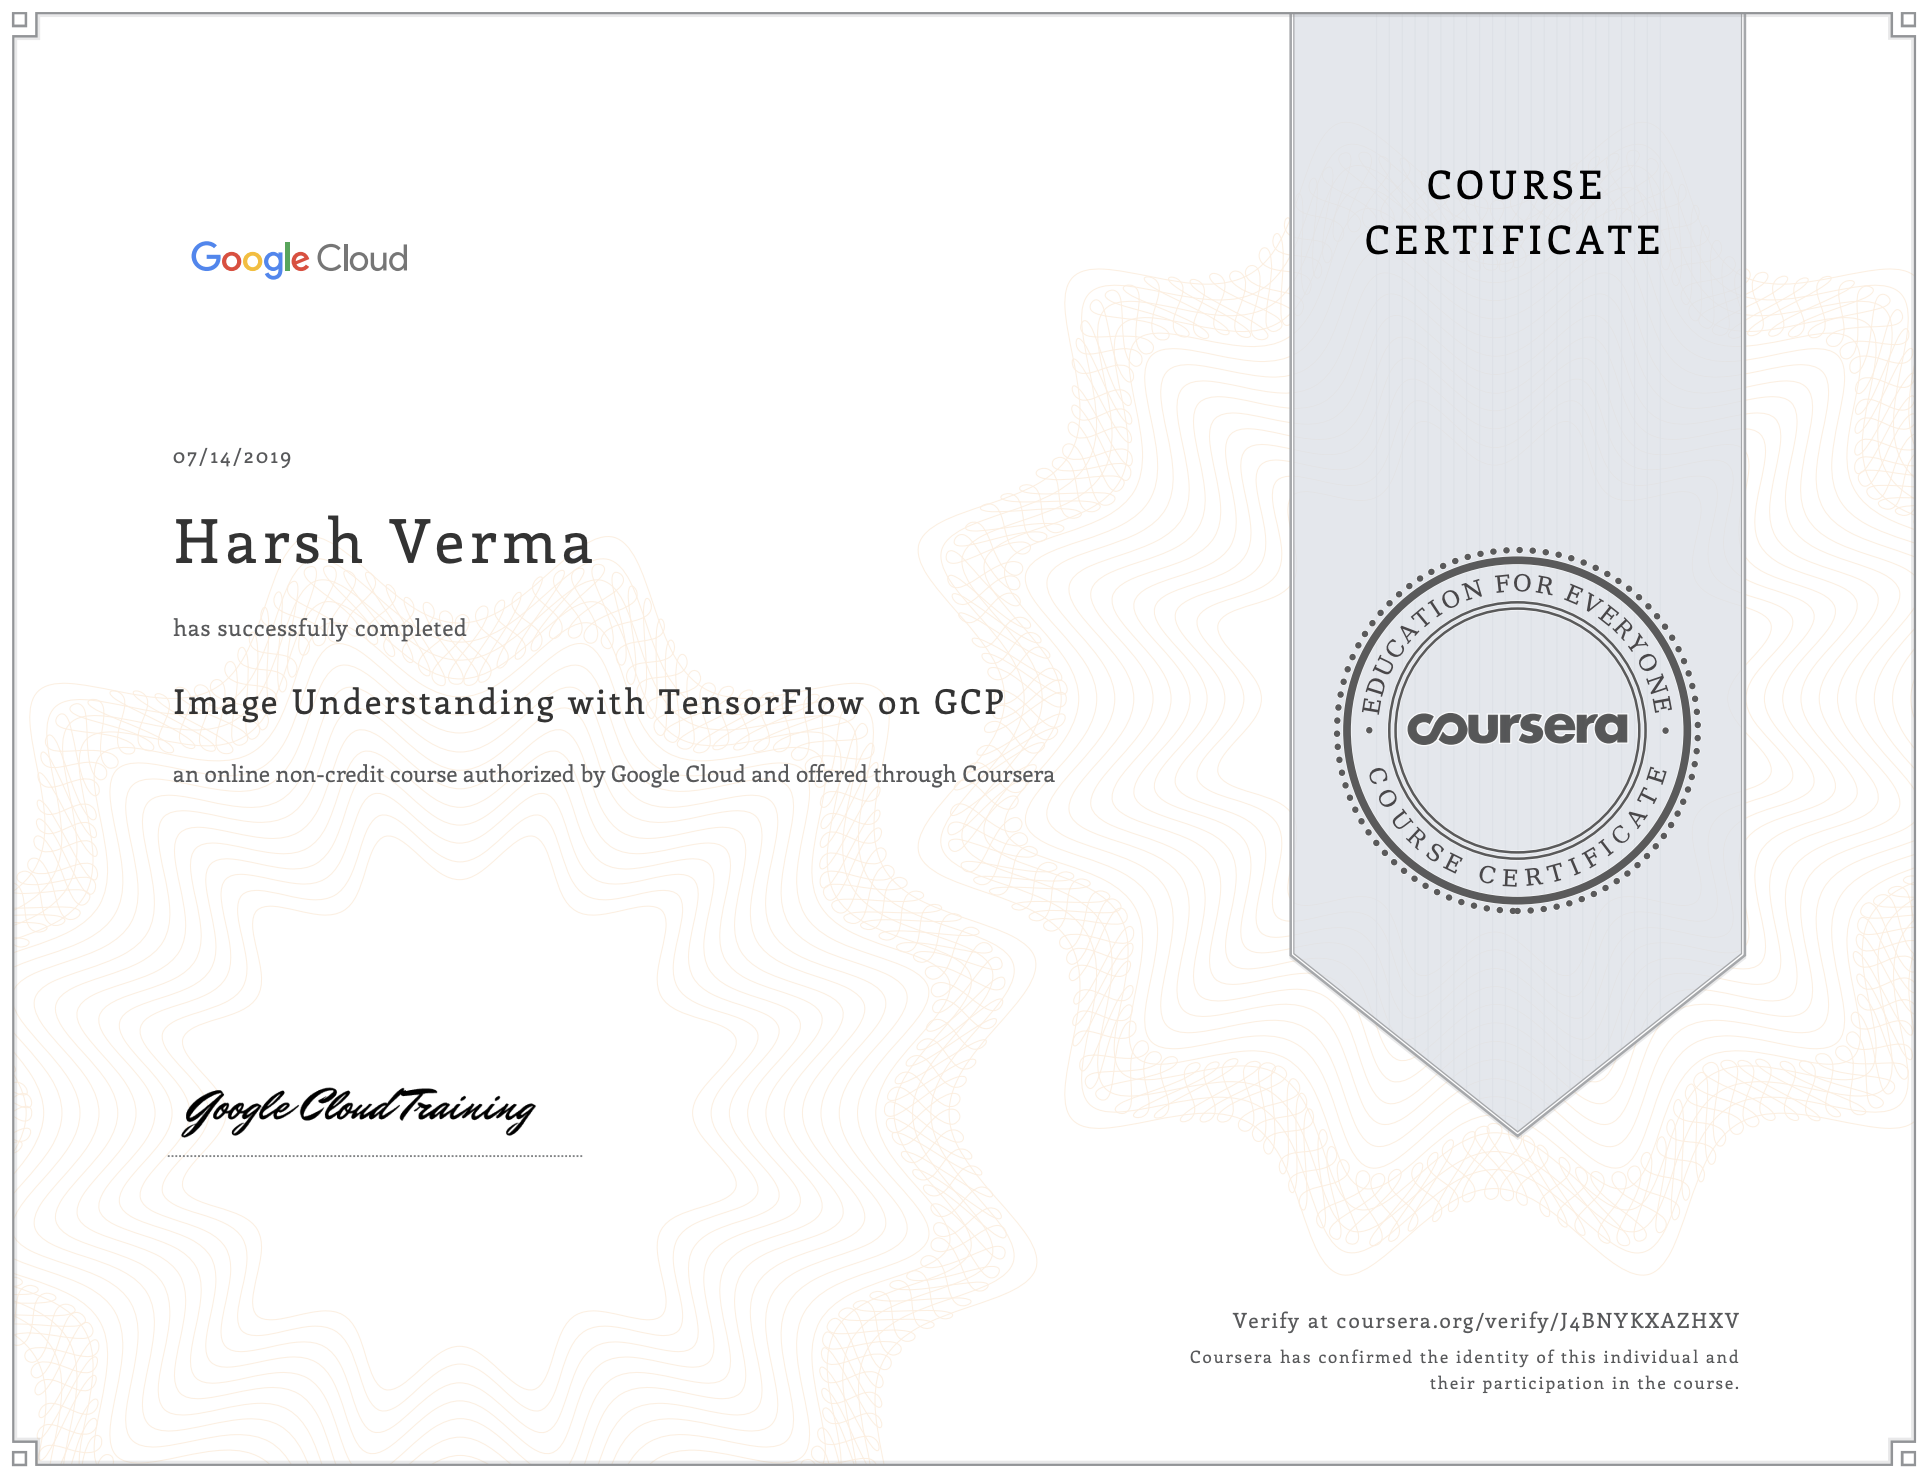 COURSE
CERTIFICATE
Google Cloud
07/14/2019
Harsh Verma
has successfully completed
Image Understanding with TensorFlow on GCP
an online non-credit course authorized by Google Cloud and offered through Coursera
EDUCATION FOR EVERYONE
coursera
COURSE CERTIFICATE
Google Cloud Training
Verify at coursera.org/verify/J4BNYKXAZHXV
Coursera has confirmed the identity of this individual and
their participation in the course.